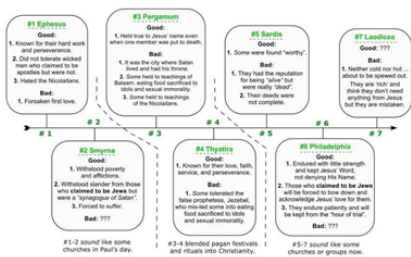 #1 Ephesus
Good:
1. Known for their hard work
and perseverance.
2. Did not tolerate wicked
men who claimed to be
apostles but were not.
3. Hated the Nicolaitans.
Bad:
1. Forsaken first love.
#3 Pergamum
Good:
1. Held true to Jesus' name even
when one member was put to death.
Bad:
1. It was the city where Satan
lived and had his throne.
2. Some held to teachings of
Balaam, eating food sacrificed to
idols and sexual immorality.
3. Some held to teachings
of the Nicolaitans.
#5 Sardis
Good:
1. Some were found "worthy".
Bad:
1. They had the reputation
for being "alive" but
were really "dead".
2. Their deeds were
not complete.
#7 Laodicea
Good: ???
Bad:
1. Neither cold nor hot ...
about to be spewed out.
2. They are 'rich' and
think they don't need
anything from Jesus
but they are mistaken.
# 1
# 2
# 3
# 4
# 5
# 6
# 7
#2 Smyrna
Good:
1. Withstood poverty
and afflictions.
2. Withstood slander from those
who claimed to be Jews but
were a "synagogue of Satan".
3. Forced to suffer.
Bad: ???
#4 Thyatira
Good:
1. Known for their love, faith,
service, and perseverance.
Bad:
1. Some tolerated the
false prophetess, Jezebel,
who mis-led some into eating
food sacrificed to idols
and sexual immorality.
#6 Philadelphia
Good:
1. Endured with little strength
and kept Jesus' Word,
not denying His Name.
2. Those who claimed to be Jews
will be forced to bow down and
acknowledge Jesus' love for them.
3. They endure patiently and will
be kept from the "hour of trial".
Bad: ???
#1-2 sound like some
churches in Paul's day.
#3-4 blended pagan festivals
and rituals into Christianity.
#5-7 sound like some
churches or groups now.